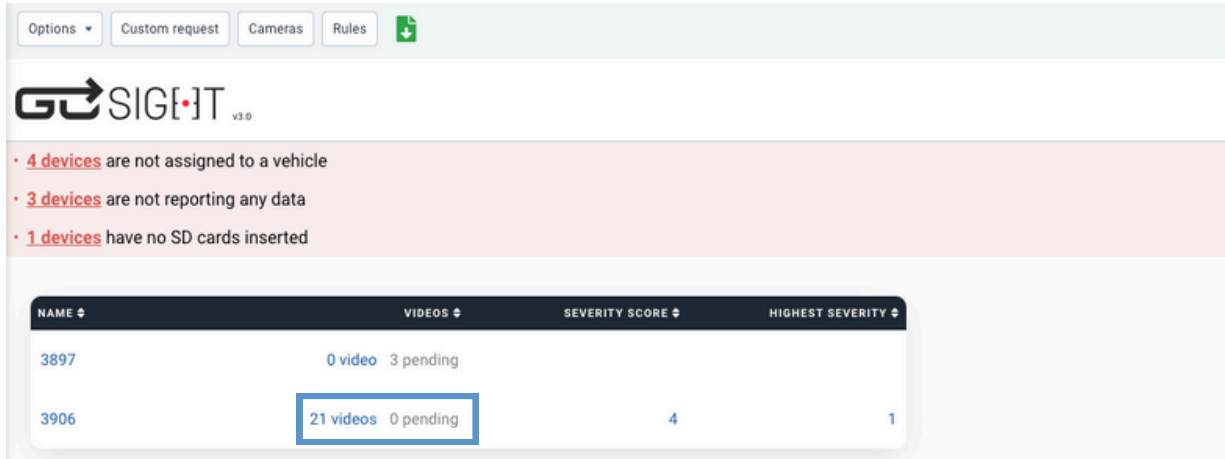 Options Custom request Cameras Rules
GO SIGHT v3.0
• 4 devices are not assigned to a vehicle
• 3 devices are not reporting any data
• 1 devices have no SD cards inserted
NAME VIDEOS SEVERITY SCORE HIGHEST SEVERITY
3897 0 video 3 pending
3906 21 videos 0 pending 4 1